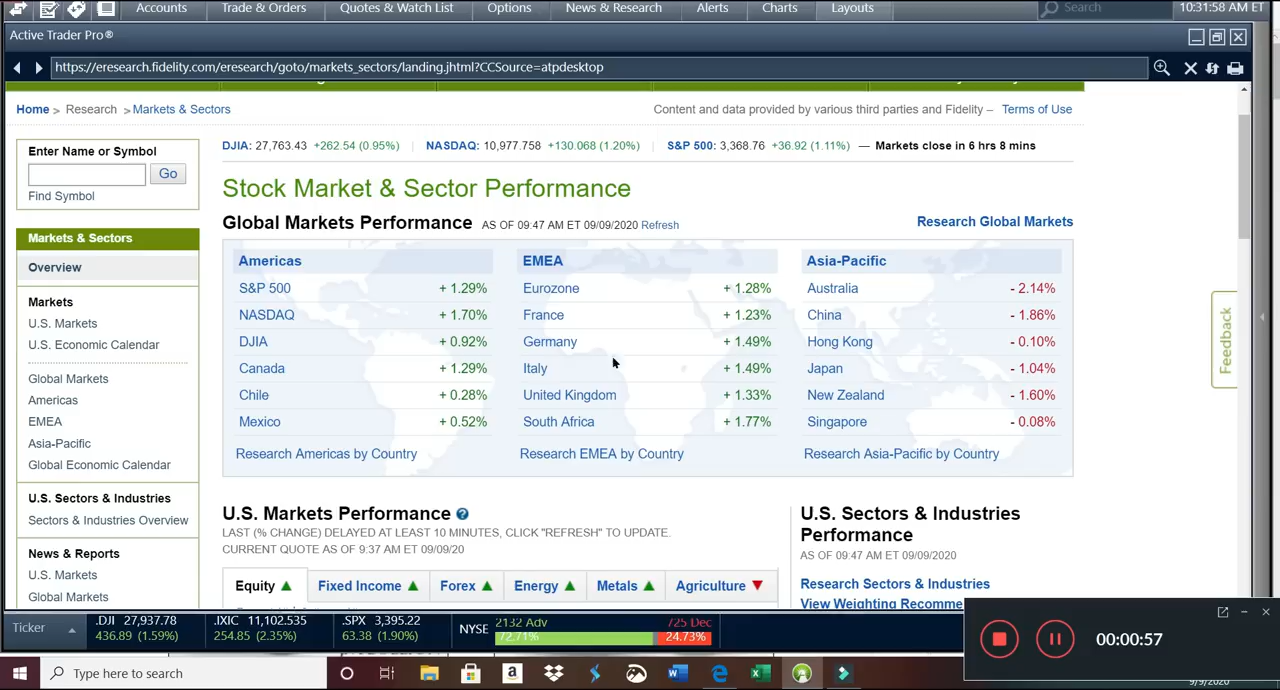 Accounts Trade & Orders Quotes & Watch List Options News & Research Alerts Charts Layouts Search 10:31:58 AM ET
Active Trader Pro®
https://eresearch.fidelity.com/eresearch/goto/markets_sectors/landing.jhtml?CCSource=atpdesktop
Home > Research > Markets & Sectors
Content and data provided by various third parties and Fidelity – Terms of Use
Enter Name or Symbol
Go
Find Symbol
DJIA: 27,763.43 +262.54 (0.95%) | NASDAQ: 10,977.758 +130.068 (1.20%) | S&P 500: 3,368.76 +36.92 (1.11%) — Markets close in 6 hrs 8 mins
Markets & Sectors
Overview
Markets
U.S. Markets
U.S. Economic Calendar
Global Markets
Americas
EMEA
Asia-Pacific
Global Economic Calendar
U.S. Sectors & Industries
Sectors & Industries Overview
News & Reports
U.S. Markets
Global Markets
Stock Market & Sector Performance
Global Markets Performance AS OF 09:47 AM ET 09/09/2020 Refresh
Research Global Markets
Americas
S&P 500 + 1.29%
NASDAQ + 1.70%
DJIA + 0.92%
Canada + 1.29%
Chile + 0.28%
Mexico + 0.52%
Research Americas by Country
EMEA
Eurozone + 1.28%
France + 1.23%
Germany + 1.49%
Italy + 1.49%
United Kingdom + 1.33%
South Africa + 1.77%
Research EMEA by Country
Asia-Pacific
Australia - 2.14%
China - 1.86%
Hong Kong - 0.10%
Japan - 1.04%
New Zealand - 1.60%
Singapore - 0.08%
Research Asia-Pacific by Country
Feedback
U.S. Markets Performance
LAST (% CHANGE) DELAYED AT LEAST 10 MINUTES, CLICK "REFRESH" TO UPDATE.
CURRENT QUOTE AS OF 9:37 AM ET 09/09/20
Equity Fixed Income Forex Energy Metals Agriculture
U.S. Sectors & Industries
Performance
AS OF 09:47 AM ET 09/09/2020
Research Sectors & Industries
View Weighting Recomme
Ticker
.DJI 27,937.78
436.89 (1.59%)
.IXIC 11,102.535
254.85 (2.35%)
.SPX 3,395.22
63.38 (1.90%)
NYSE
2132 Adv 725 Dec
72.71% 24.73%
00:00:57
Type here to search
9/9/2020